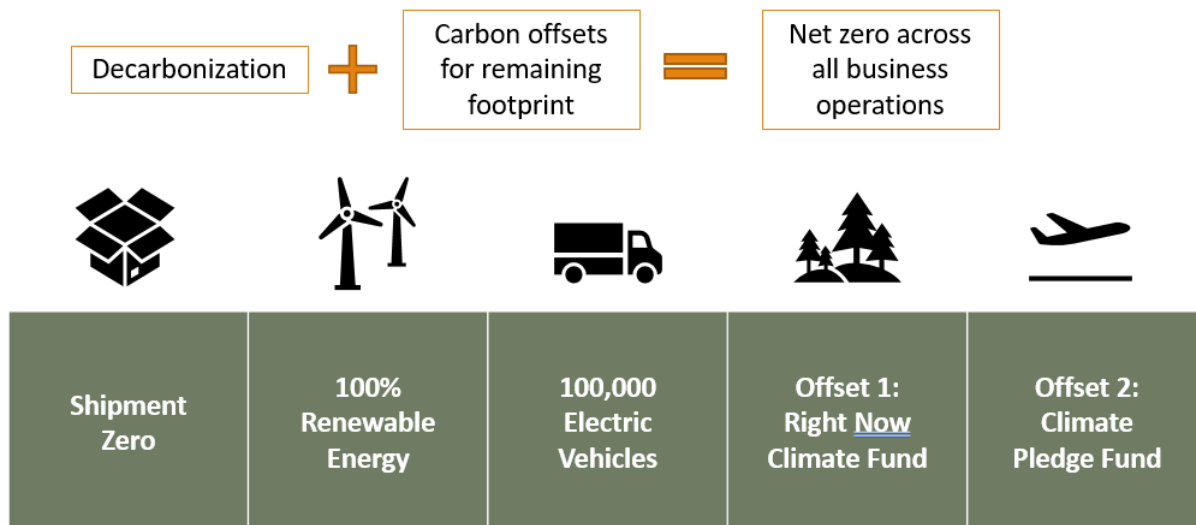 Decarbonization
Carbon offsets
for remaining
footprint
Net zero across
all business
operations
Shipment
Zero
100%
Renewable
Energy
100,000
Electric
Vehicles
Offset 1:
Right Now
Climate Fund
Offset 2:
Climate
Pledge Fund